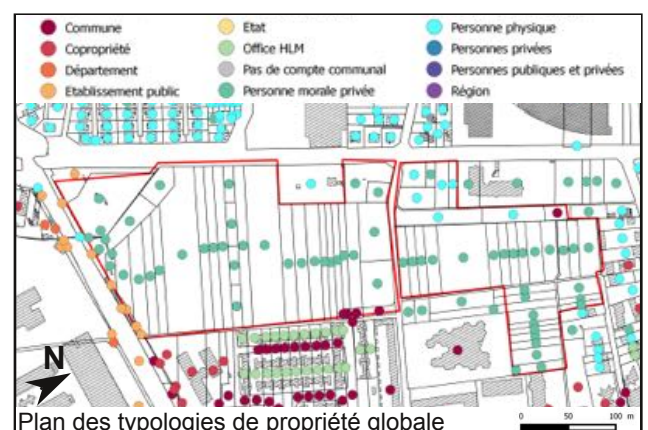 Commune
Copropriété
Département
Etablissement public
Etat
Office HLM
Pas de compte communal
Personne morale privée
Personne physique
Personnes privées
Personnes publiques et privées
Région
N
Plan des typologies de propriété globale
0 50 100 m